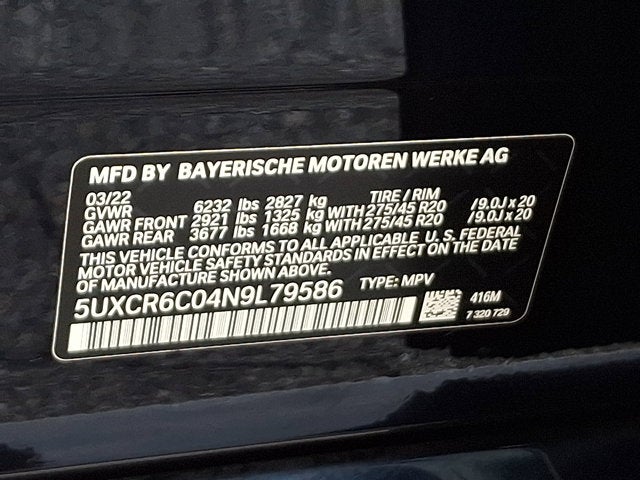 MFD BY BAYERISCHE MOTOREN WERKE AG
03/22 TIRE / RIM
GVWR 6232 lbs 2827 kg
GAWR FRONT 2921 lbs 1325 kg WITH 275/45 R20 /9.0J x 20
GAWR REAR 3677 lbs 1668 kg WITH 275/45 R20 /9.0J x 20
THIS VEHICLE CONFORMS TO ALL APPLICABLE U.S. FEDERAL
MOTOR VEHICLE SAFETY STANDARDS IN EFFECT ON THE DATE
OF MANUFACTURE SHOWN ABOVE.
5UXCR6C04N9L79586 TYPE: MPV
416M
7 320 729